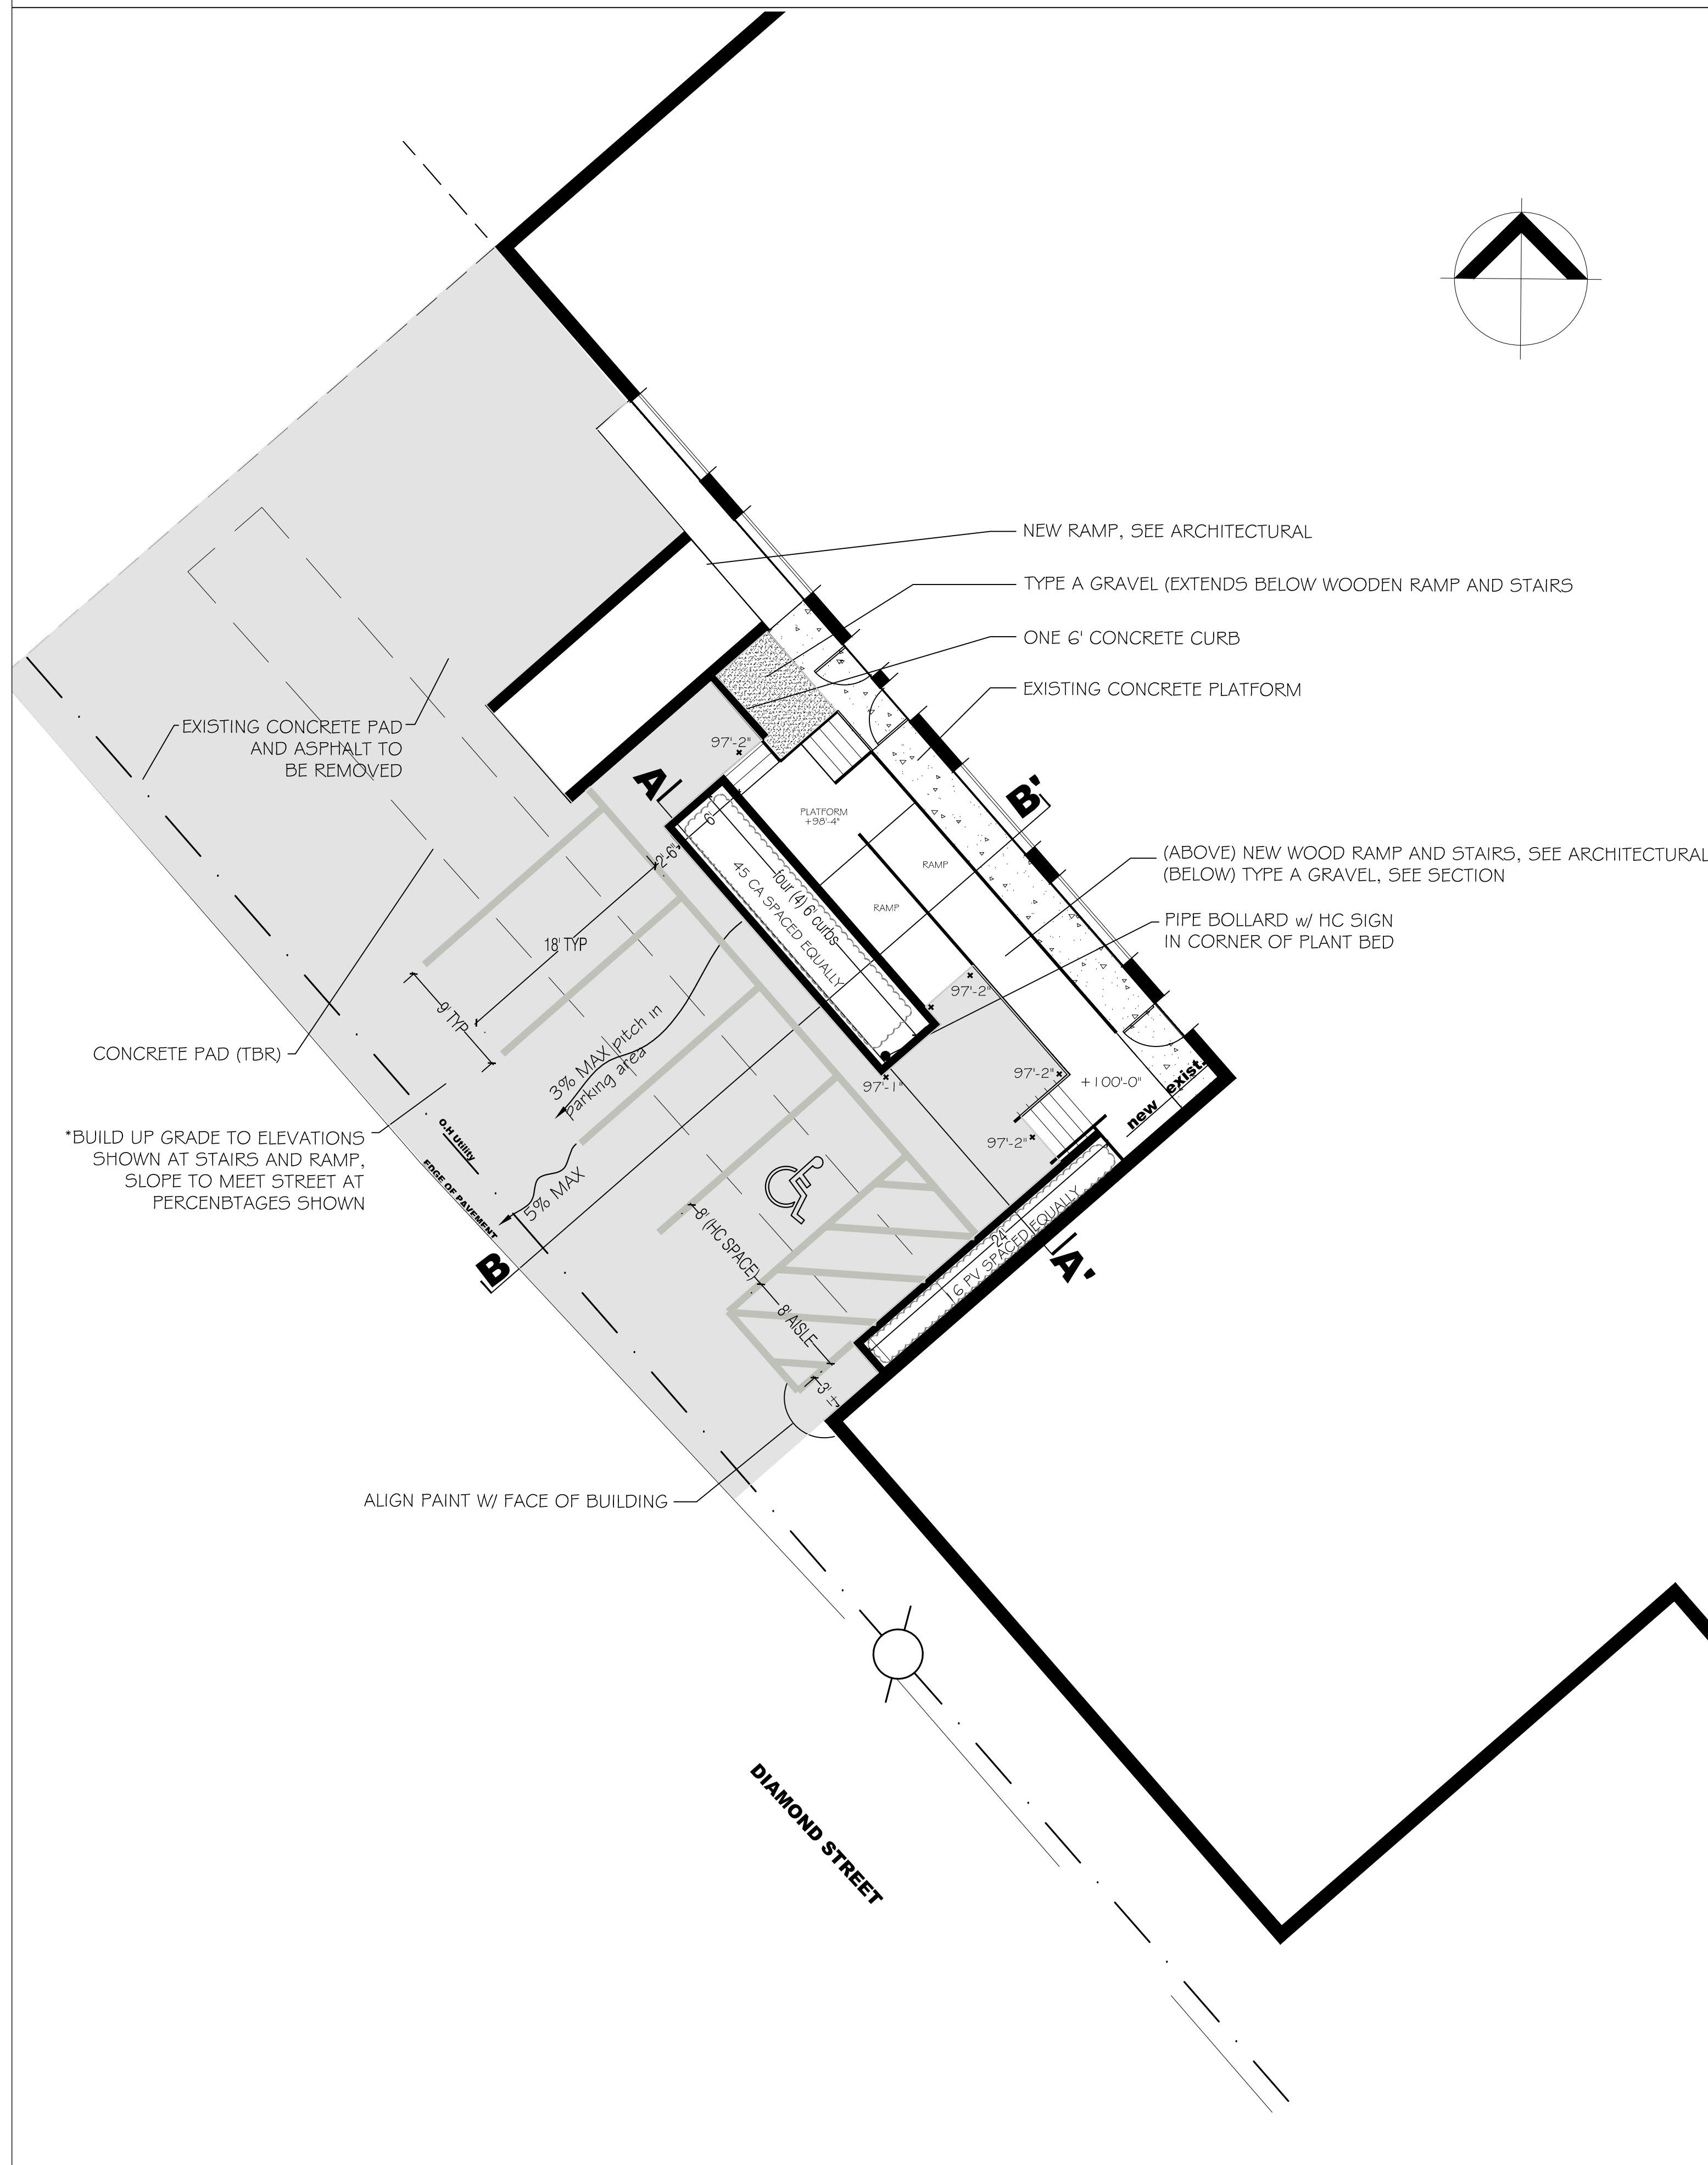 NEW RAMP, SEE ARCHITECTURAL
TYPE A GRAVEL (EXTENDS BELOW WOODEN RAMP AND STAIRS
ONE 6' CONCRETE CURB
EXISTING CONCRETE PLATFORM
EXISTING CONCRETE PAD
AND ASPHALT TO
BE REMOVED
97'-2"
A
B'
PLATFORM
+98'-4"
RAMP
RAMP
(ABOVE) NEW WOOD RAMP AND STAIRS, SEE ARCHITECTURAL
(BELOW) TYPE A GRAVEL, SEE SECTION
PIPE BOLLARD w/ HC SIGN
IN CORNER OF PLANT BED
6'
2'-6"
four (4) 6' curbs
45 CA SPACED EQUALLY
18' TYP
9' TYP
97'-2"
CONCRETE PAD (TBR)
3% MAX pitch in
parking area
97'-1"
97'-2"
+100'-0"
exist.
new
97'-2"
*BUILD UP GRADE TO ELEVATIONS
SHOWN AT STAIRS AND RAMP,
SLOPE TO MEET STREET AT
PERCENBTAGES SHOWN
O.H Utility
EDGE OF PAVEMENT
5% MAX
B
8' (HC SPACE)
8' AISLE
3' +/-
24'
16 PV SPACED EQUALLY
A'
ALIGN PAINT W/ FACE OF BUILDING
DIAMOND STREET